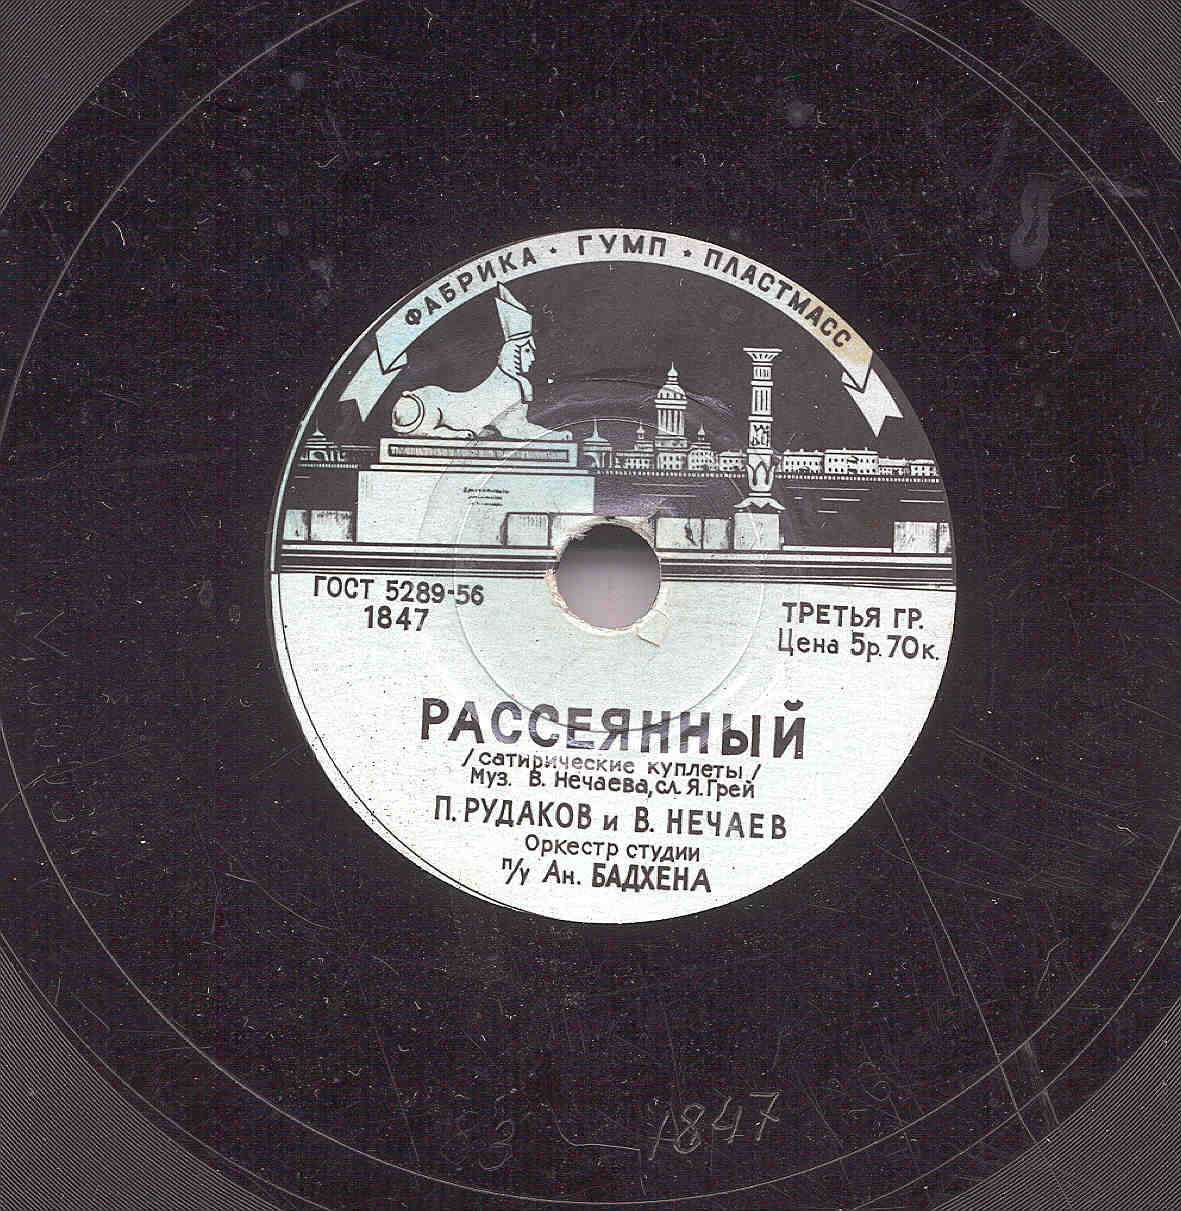 ФАБРИКА · ГУМП · ПЛАСТМАСС
ГОСТ 5289-56
1847
ТРЕТЬЯ ГР.
Цена 5р.70к.
РАССЕЯННЫЙ
/сатирические куплеты/
Муз. В. Нечаева, сл. Я. Грей
П. РУДАКОВ и В. НЕЧАЕВ
Оркестр студии
п/у Ан. БАДХЕНА
1847